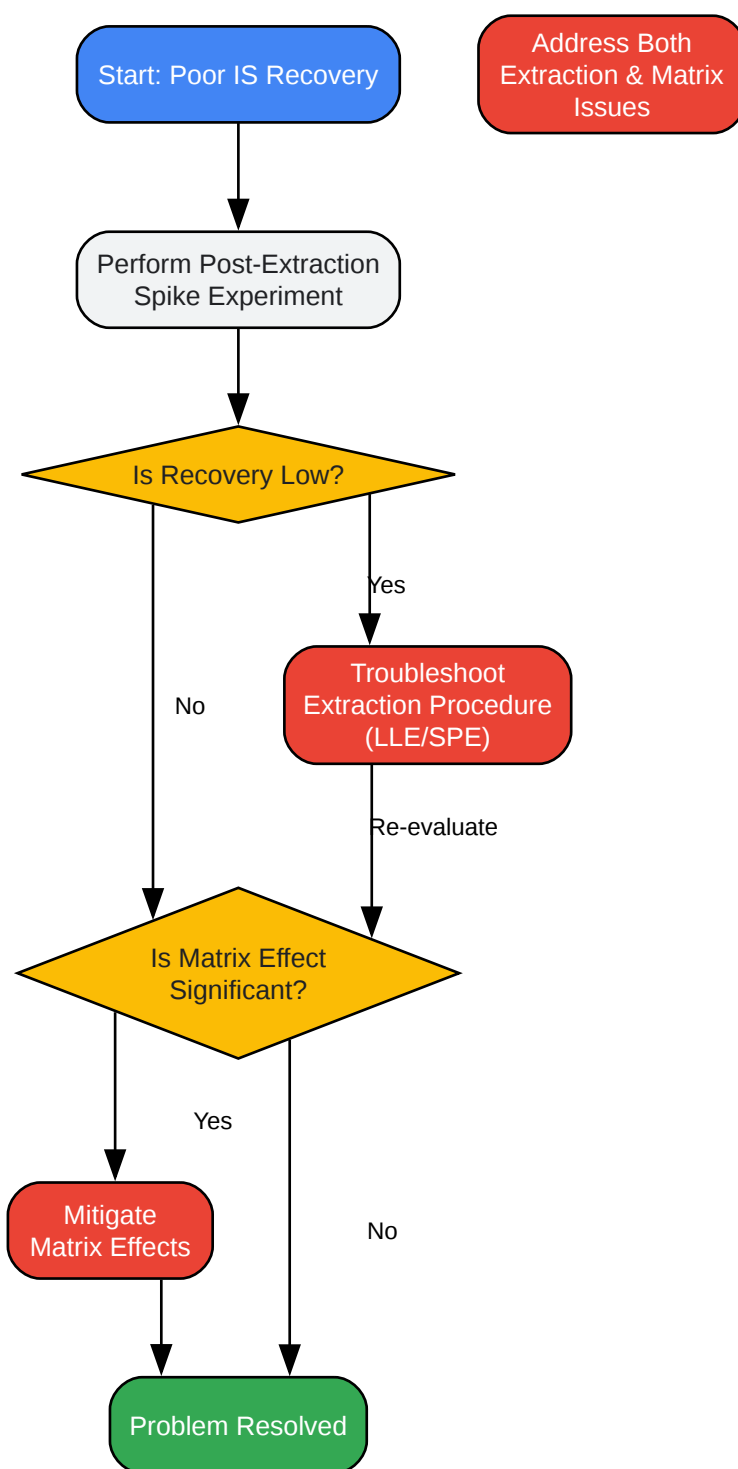 Start: Poor IS Recovery
Address Both
Extraction & Matrix
Issues
Perform Post-Extraction
Spike Experiment
Is Recovery Low?
Yes
Troubleshoot
Extraction Procedure
(LLE/SPE)
No
Re-evaluate
Is Matrix Effect
Significant?
Yes
Mitigate
Matrix Effects
No
Problem Resolved